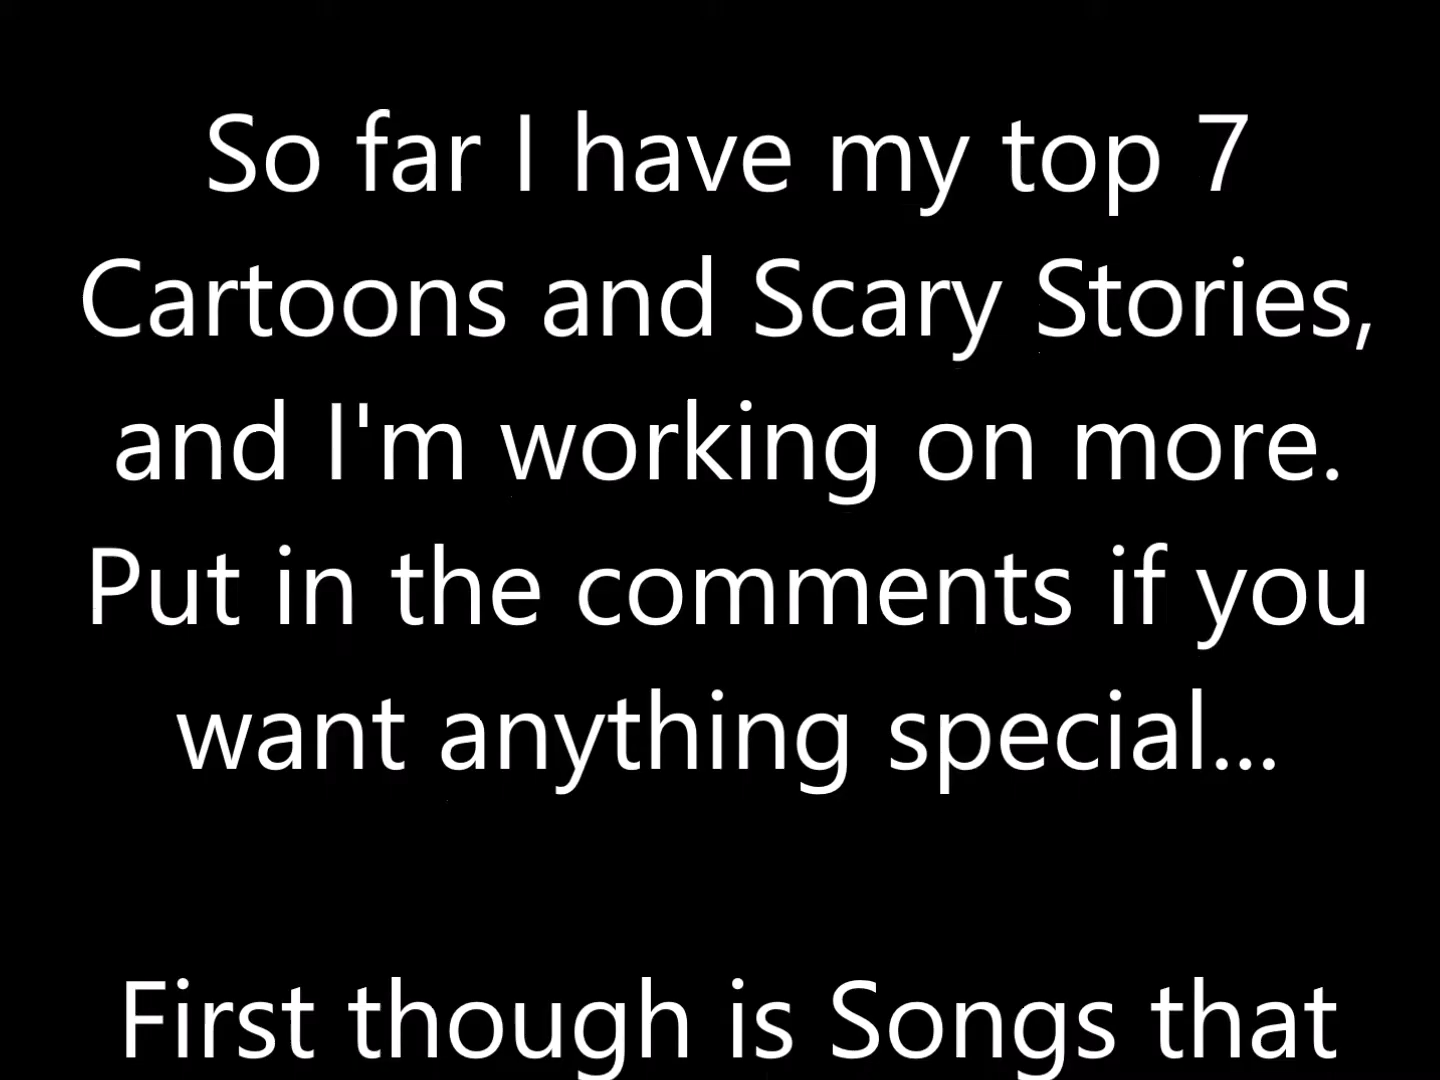 So far I have my top 7
Cartoons and Scary Stories,
and I'm working on more.
Put in the comments if you
want anything special...
First though is Songs that